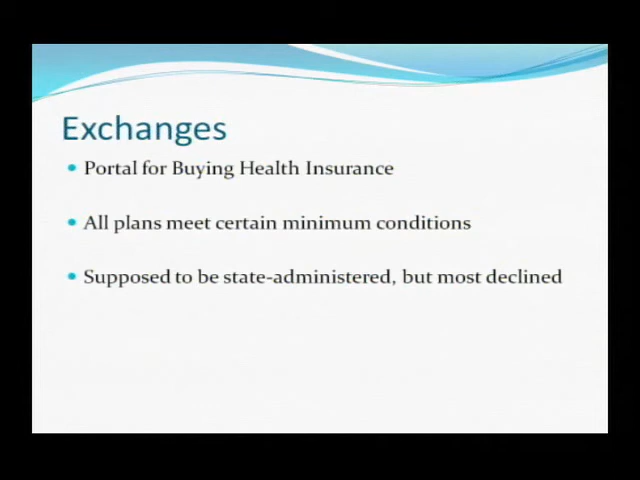 Exchanges
Portal for Buying Health Insurance
All plans meet certain minimum conditions
Supposed to be state-administered, but most declined